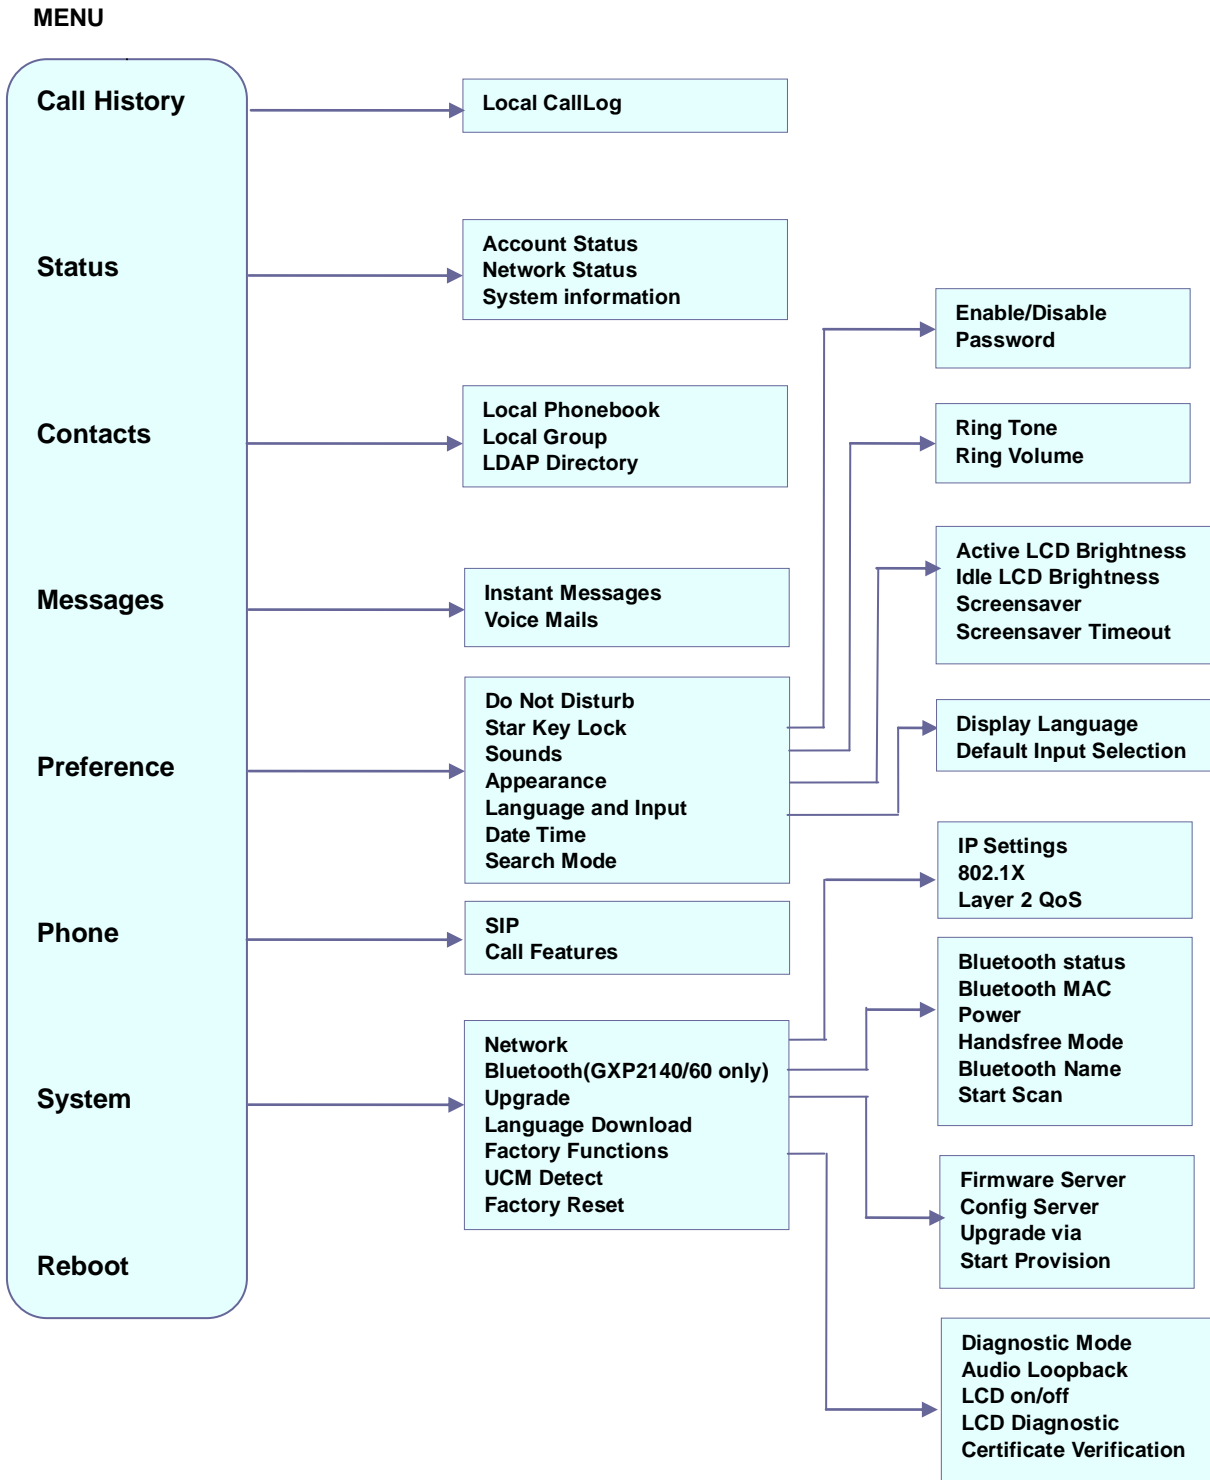 MENU
Call History
Local CallLog
Status
Account Status
Network Status
System information
Enable/Disable
Password
Contacts
Local Phonebook
Local Group
LDAP Directory
Ring Tone
Ring Volume
Messages
Instant Messages
Voice Mails
Active LCD Brightness
Idle LCD Brightness
Screensaver
Screensaver Timeout
Preference
Do Not Disturb
Star Key Lock
Sounds
Appearance
Language and Input
Date Time
Search Mode
Display Language
Default Input Selection
Phone
SIP
Call Features
IP Settings
802.1X
Layer 2 QoS
System
Network
Bluetooth(GXP2140/60 only)
Upgrade
Language Download
Factory Functions
UCM Detect
Factory Reset
Bluetooth status
Bluetooth MAC
Power
Handsfree Mode
Bluetooth Name
Start Scan
Firmware Server
Config Server
Upgrade via
Start Provision
Reboot
Diagnostic Mode
Audio Loopback
LCD on/off
LCD Diagnostic
Certificate Verification